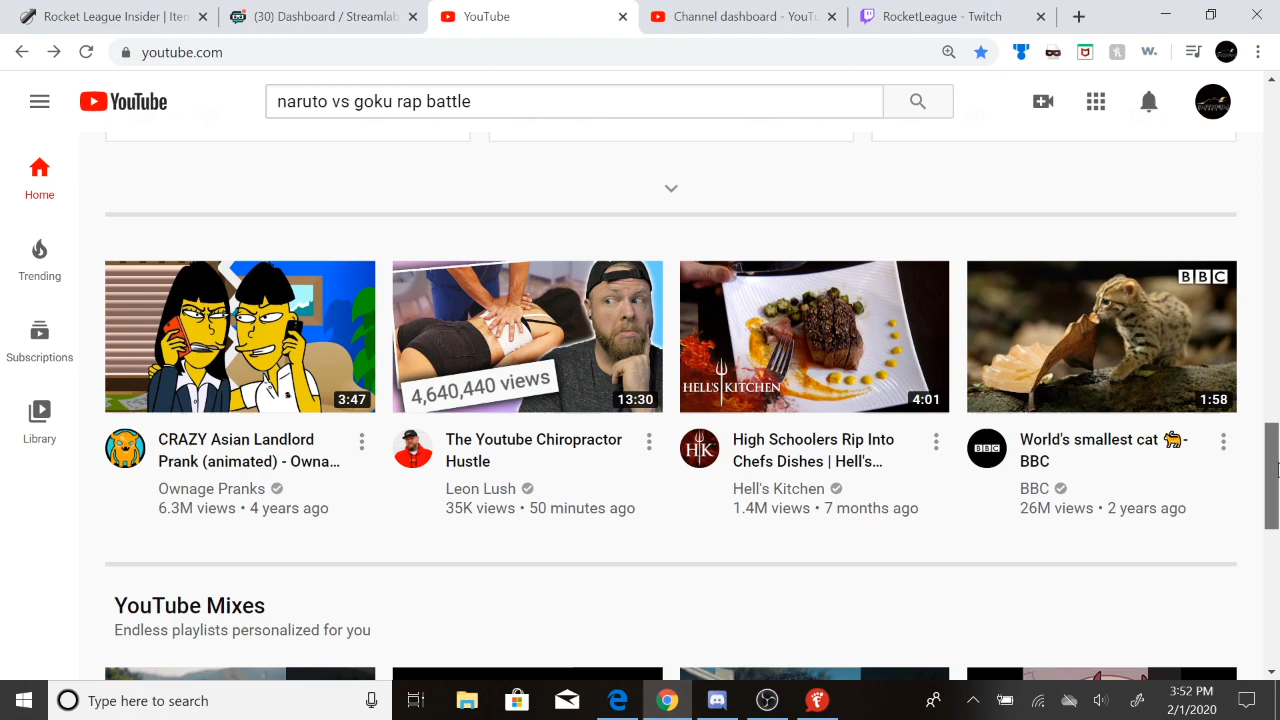 Rocket League Insider | Iten
(30) Dashboard / Streamlab
YouTube
Channel dashboard - YouTu
RocketLeague - Twitch
youtube.com
w.
YouTube
naruto vs goku rap battle
Home
Trending
Subscriptions
Library
3:47
4,640,440 views
13:30
HELL'S KITCHEN
4:01
BBC
1:58
CRAZY Asian Landlord
Prank (animated) - Owna...
Ownage Pranks
6.3M views • 4 years ago
The Youtube Chiropractor
Hustle
Leon Lush
35K views • 50 minutes ago
HK
High Schoolers Rip Into
Chefs Dishes | Hell's...
Hell's Kitchen
1.4M views • 7 months ago
BBC
World's smallest cat 🐅-
BBC
BBC
26M views • 2 years ago
YouTube Mixes
Endless playlists personalized for you
Type here to search
3:52 PM
2/1/2020